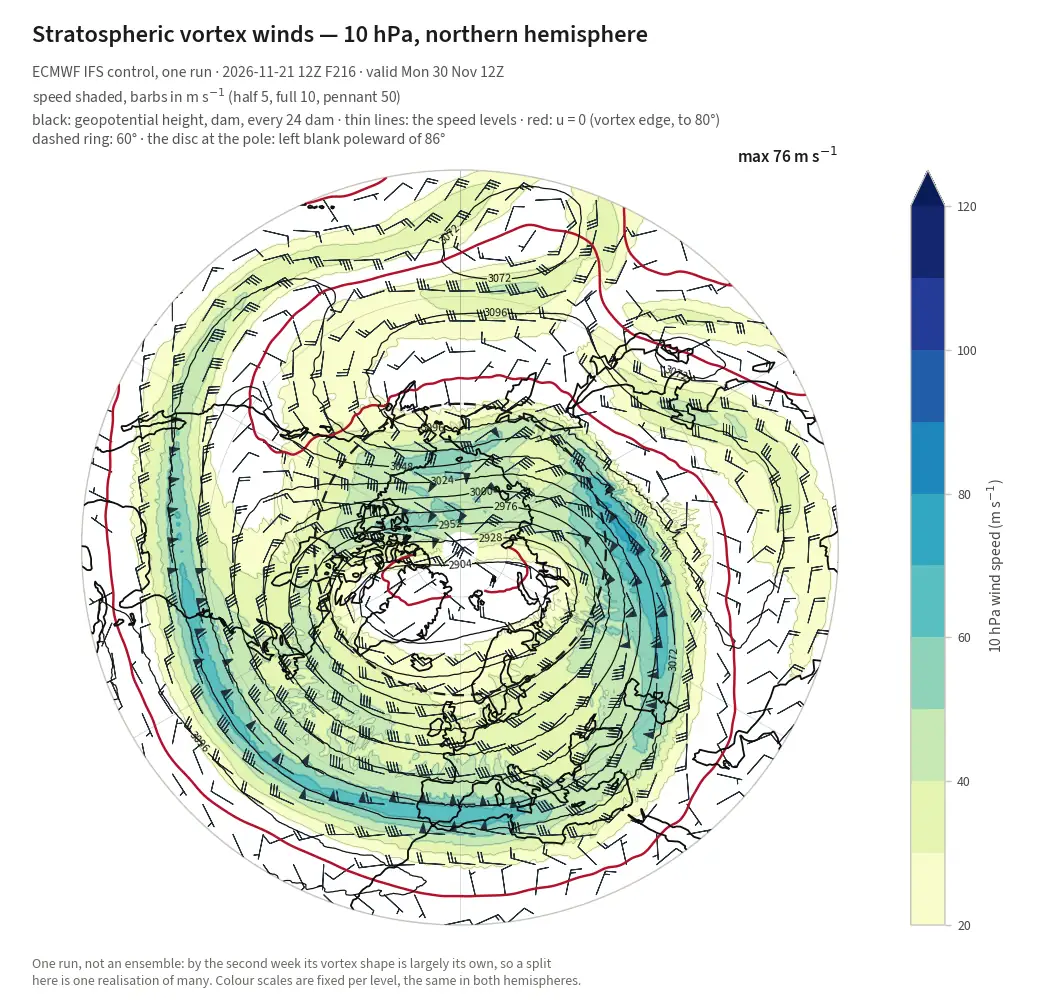 Stratospheric vortex winds — 10 hPa, northern hemisphere
ECMWF IFS control, one run · 2026-11-21 12Z F216 · valid Mon 30 Nov 12Z
speed shaded, barbs in m s⁻¹ (half 5, full 10, pennant 50)
black: geopotential height, dam, every 24 dam · thin lines: the speed levels · red: u = 0 (vortex edge, to 80°)
dashed ring: 60° · the disc at the pole: left blank poleward of 86°
max 76 m s⁻¹
120
100
80
60
40
20
10 hPa wind speed (m s⁻¹)
3072
3072
3096
3048
3024
3000
2976
2952
2928
2904
3072
3096
One run, not an ensemble: by the second week its vortex shape is largely its own, so a split
here is one realisation of many. Colour scales are fixed per level, the same in both hemispheres.